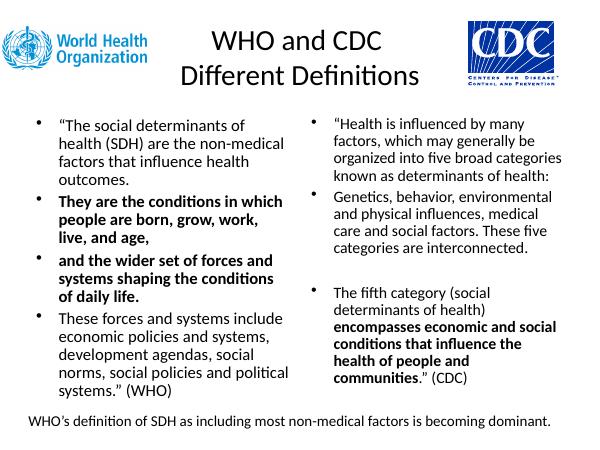 World Health
Organization
WHO and CDC
Different Definitions
CDC
CENTERS FOR DISEASE
CONTROL AND PREVENTION
• “The social determinants of
health (SDH) are the non-medical
factors that influence health
outcomes.
• They are the conditions in which
people are born, grow, work,
live, and age,
• and the wider set of forces and
systems shaping the conditions
of daily life.
• These forces and systems include
economic policies and systems,
development agendas, social
norms, social policies and political
systems.” (WHO)
• “Health is influenced by many
factors, which may generally be
organized into five broad categories
known as determinants of health:
• Genetics, behavior, environmental
and physical influences, medical
care and social factors. These five
categories are interconnected.
• The fifth category (social
determinants of health)
encompasses economic and social
conditions that influence the
health of people and
communities.” (CDC)
WHO’s definition of SDH as including most non-medical factors is becoming dominant.